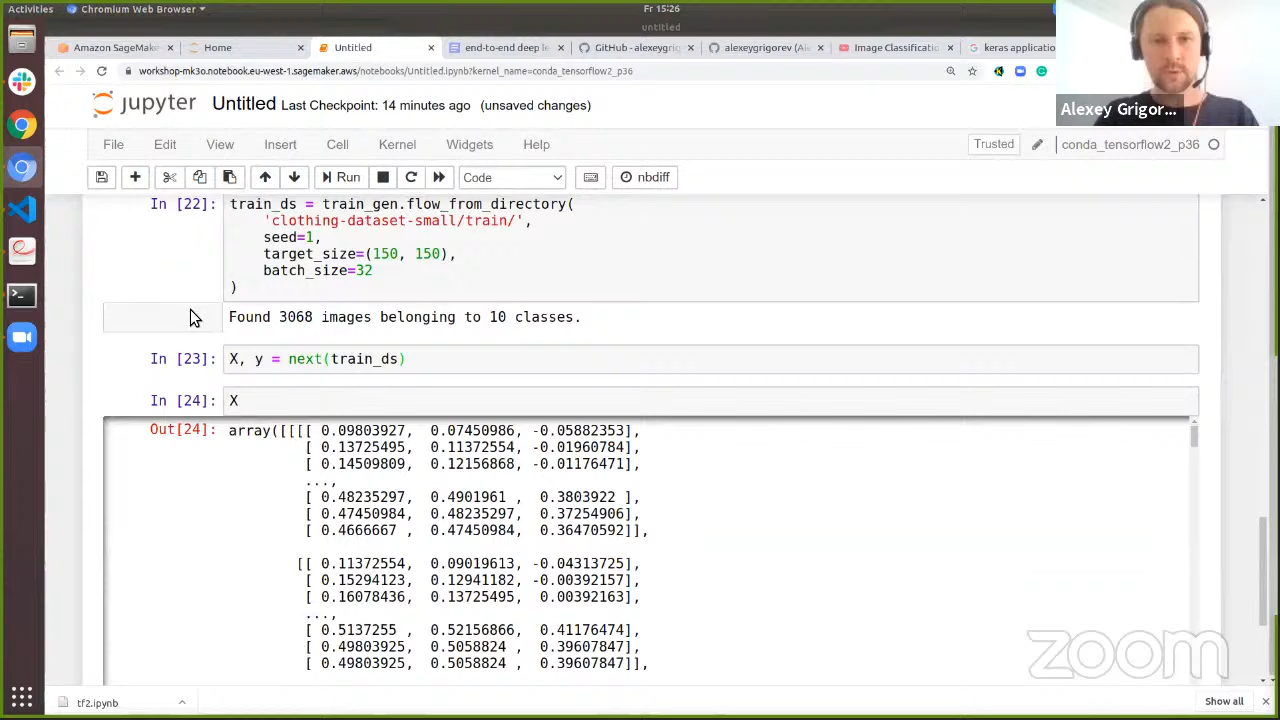 Activities
Chromium Web Browser
Fr 15:26
untitled
Amazon SageMake
Home
Untitled
end-to-end deep le
GitHub - alexeygri
alexeygrigorev (Al
Image Classificati
keras applicatio
workshop-mk3o.notebook.eu-west-1.sagemaker.aws/notebooks/Untitled.ipynb?kernel_name=conda_tensorflow2_p36
jupyter Untitled Last Checkpoint: 14 minutes ago (unsaved changes)
Alexey Grigor...
File Edit View Insert Cell Kernel Widgets Help
Trusted
conda_tensorflow2_p36
Run
Code
nbdiff
In [22]: train_ds = train_gen.flow_from_directory(
'clothing-dataset-small/train/',
seed=1,
target_size=(150, 150),
batch_size=32
)
Found 3068 images belonging to 10 classes.
In [23]: X, y = next(train_ds)
In [24]: X
Out[24]: array([[[[ 0.09803927, 0.07450986, -0.05882353],
[ 0.13725495, 0.11372554, -0.01960784],
[ 0.14509809, 0.12156868, -0.01176471],
...,
[ 0.48235297, 0.4901961 , 0.3803922 ],
[ 0.47450984, 0.48235297, 0.37254906],
[ 0.4666667 , 0.47450984, 0.36470592]],
[[ 0.11372554, 0.09019613, -0.04313725],
[ 0.15294123, 0.12941182, -0.00392157],
[ 0.16078436, 0.13725495, 0.00392163],
...,
[ 0.5137255 , 0.52156866, 0.41176474],
[ 0.49803925, 0.5058824 , 0.39607847],
[ 0.49803925, 0.5058824 , 0.39607847]],
zoom
tf2.ipynb
Show all